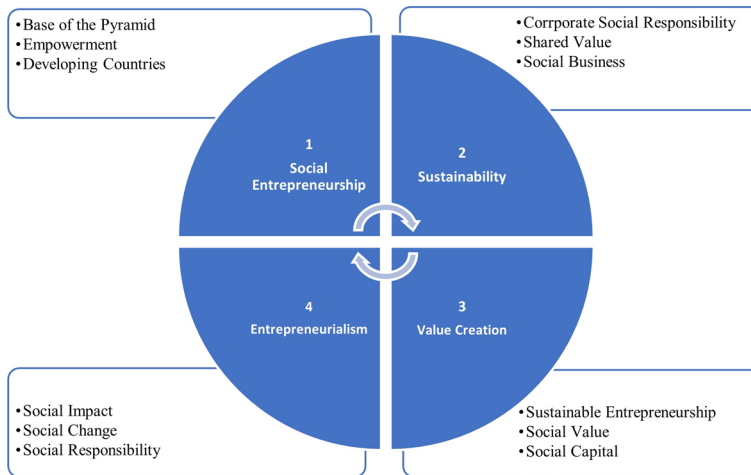 •Base of the Pyramid
•Empowerment
•Developing Countries
•Corrporate Social Responsibility
•Shared Value
•Social Business
1
Social
Entrepreneurship
2
Sustainability
4
Entrepreneurialism
3
Value Creation
•Social Impact
•Social Change
•Social Responsibility
•Sustainable Entrepreneurship
•Social Value
•Social Capital